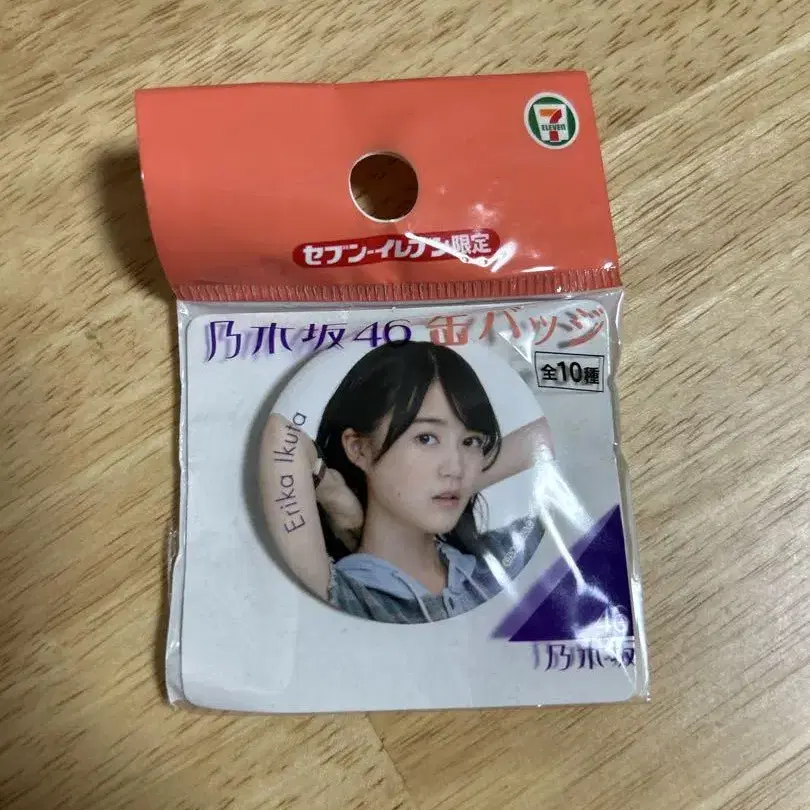 7
ELEVEN
セブン-イレブン限定
乃木坂46 缶バッジ
全10種
Erika Ikuta
46
乃木坂